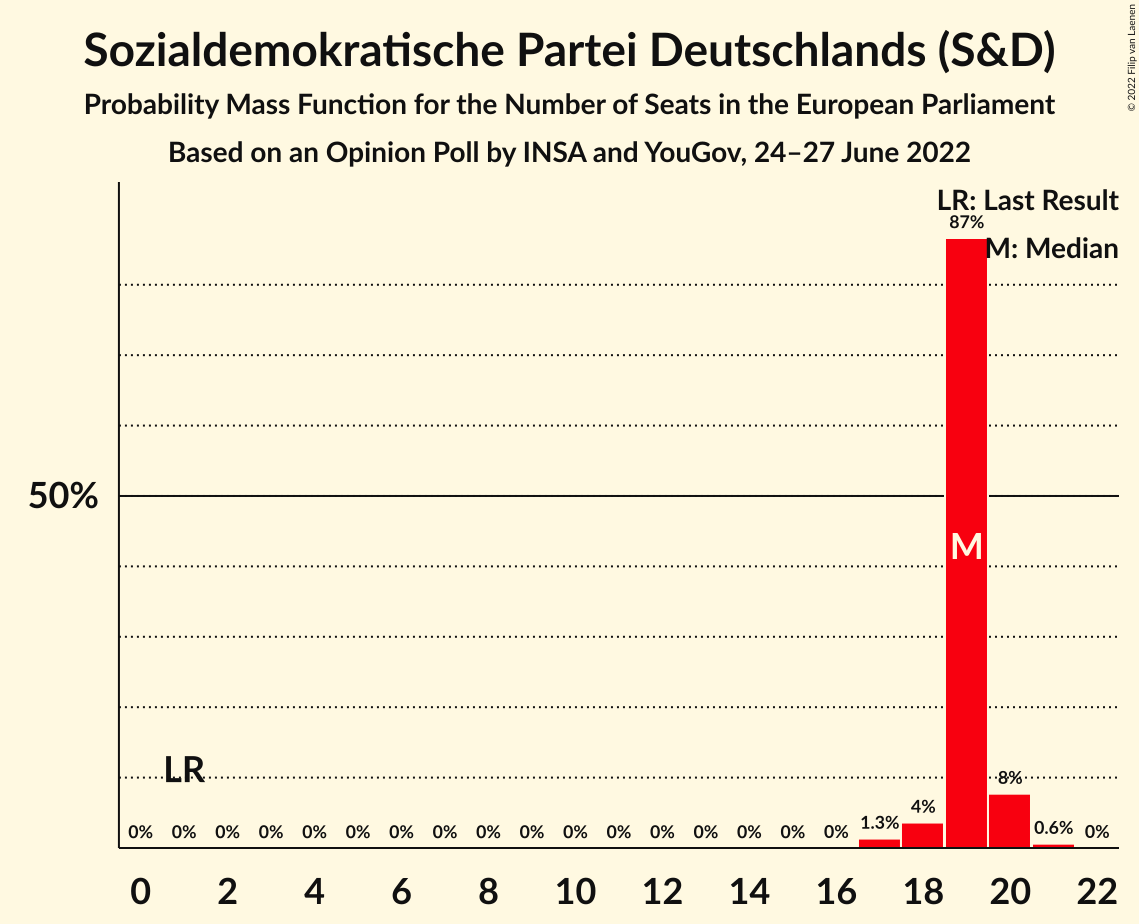 Sozialdemokratische Partei Deutschlands (S&D)
Probability Mass Function for the Number of Seats in the European Parliament
Based on an Opinion Poll by INSA and YouGov, 24–27 June 2022
© 2022 Filip van Laenen
LR: Last Result
87%
M: Median
50%
M
LR
0% 0% 0% 0% 0% 0% 0% 0% 0% 0% 0% 0% 0% 0% 0% 0% 0% 1.3% 4% 8% 0.6% 0%
0 2 4 6 8 10 12 14 16 18 20 22